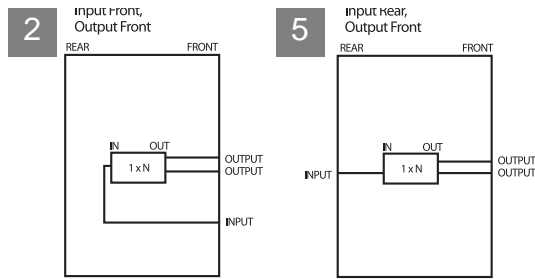 2
Input Front,
Output Front
REAR FRONT
IN OUT
1 x N
OUTPUT
OUTPUT
INPUT
5
Input Rear,
Output Front
REAR FRONT
IN OUT
INPUT
1 x N
OUTPUT
OUTPUT